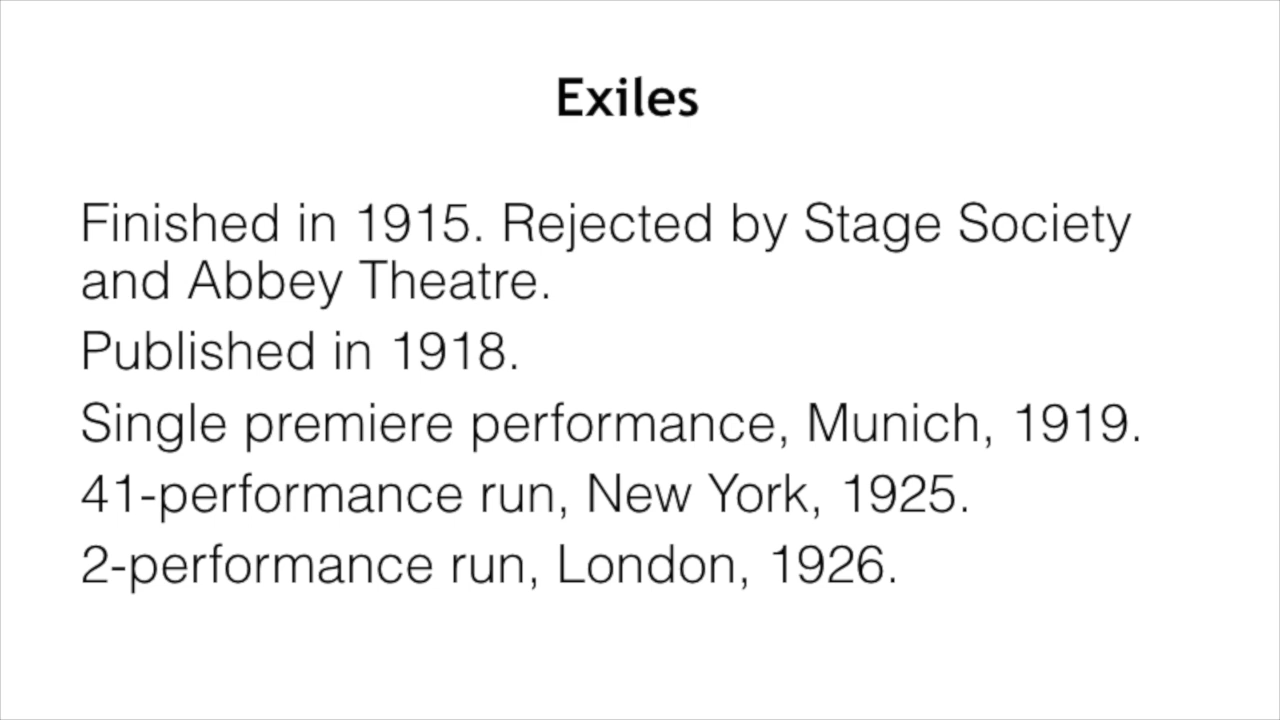 Exiles
Finished in 1915. Rejected by Stage Society
and Abbey Theatre.
Published in 1918.
Single premiere performance, Munich, 1919.
41-performance run, New York, 1925.
2-performance run, London, 1926.